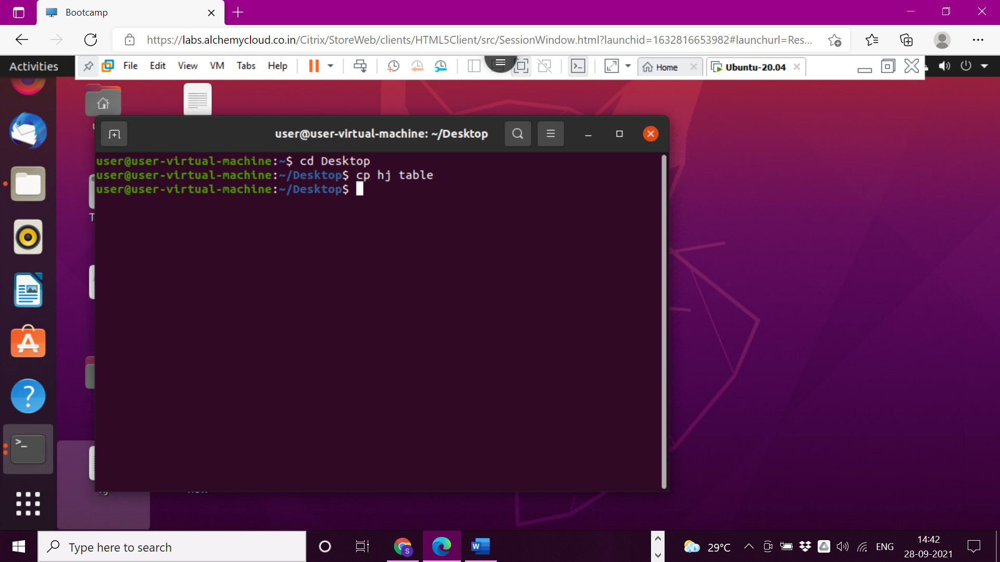 Bootcamp
https://labs.alchemycloud.co.in/Citrix/StoreWeb/clients/HTML5Client/src/SessionWindow.html?launchid=1632816653982#launchurl=Res...
Activities
File Edit View VM Tabs Help
Home
Ubuntu-20.04
user@user-virtual-machine: ~/Desktop
user@user-virtual-machine:~$ cd Desktop
user@user-virtual-machine:~/Desktop$ cp hj table
user@user-virtual-machine:~/Desktop$
T
Type here to search
S
W
29°C
ENG
14:42
28-09-2021